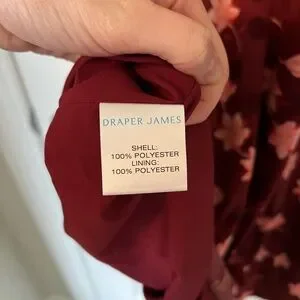 DRAPER JAMES
SHELL:
100% POLYESTER
LINING:
100% POLYESTER